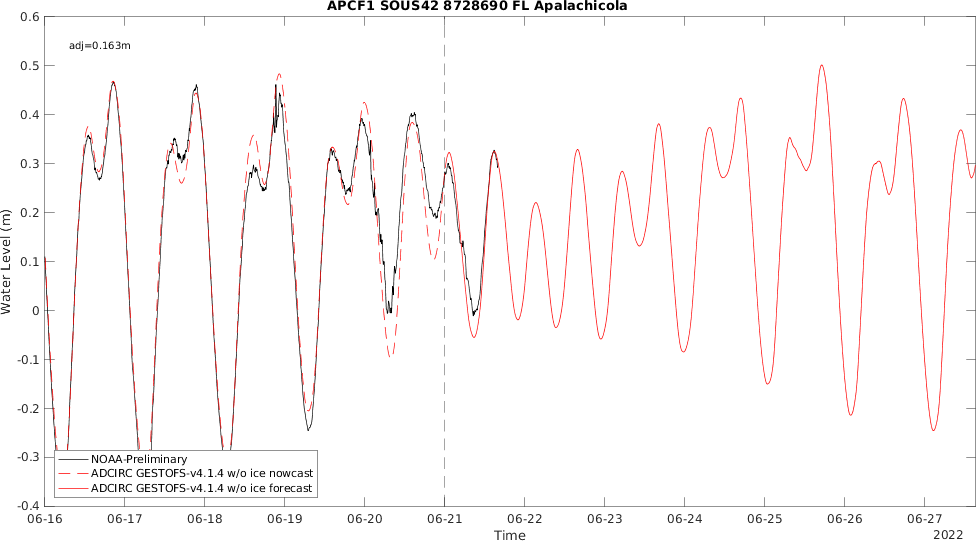 APCF1 SOUS42 8728690 FL Apalachicola
adj=0.163m
0.6
0.5
0.4
0.3
0.2
0.1
0
-0.1
-0.2
-0.3
-0.4
Water Level (m)
NOAA-Preliminary
ADCIRC GESTOFS-v4.1.4 w/o ice nowcast
ADCIRC GESTOFS-v4.1.4 w/o ice forecast
06-16 06-17 06-18 06-19 06-20 06-21 06-22 06-23 06-24 06-25 06-26 06-27
Time
2022